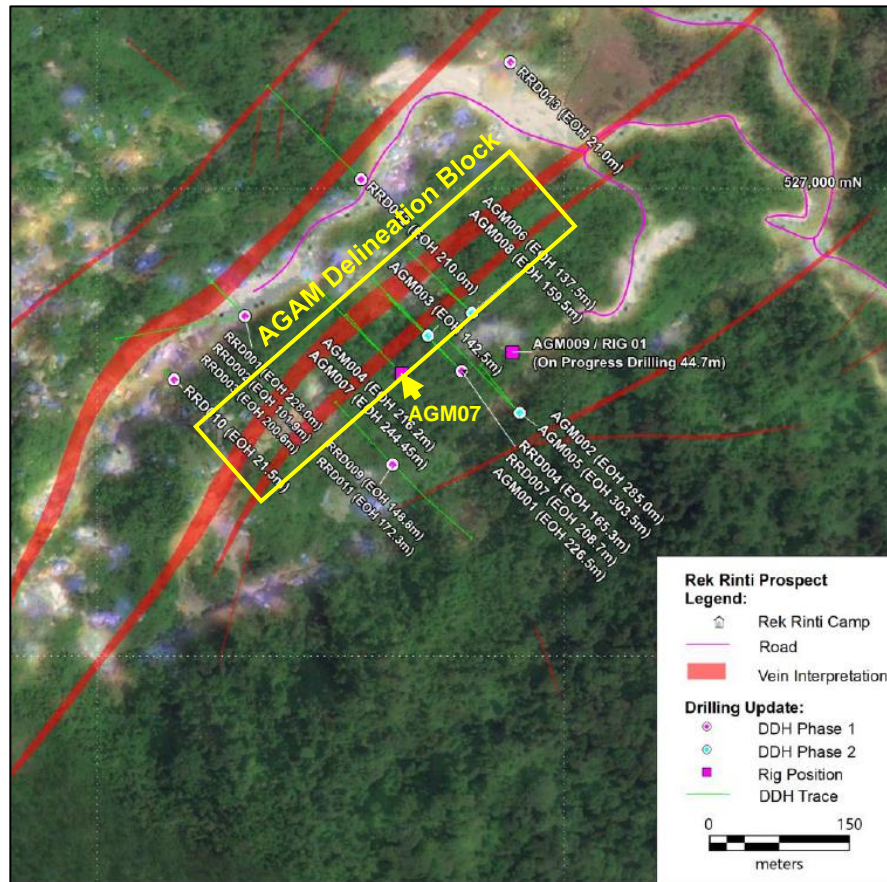 RRD013 (EOH 21.0m)
527,000 mN
AGAM Delineation Block
(EOH 210.0m)
AGM006 (EOH 137.5m)
AGM008 (EOH 159.5m)
AGM003 (EOH 142.5m)
AGM009 / RIG 01
(On Progress Drilling 44.7m)
AGM07
RRD001 (EOH 228.0m)
RRD002 (EOH 101.9m)
RRD003 (EOH 200.6m)
RRD010 (EOH 21.5m)
AGM004 (EOH 216.2m)
AGM007 (EOH 244.45m)
RRD009 (EOH 148.8m)
RRD011 (EOH 172.3m)
AGM002 (EOH 285.0m)
AGM005 (EOH 303.5m)
RRD004 (EOH 165.3m)
RRD007 (EOH 208.7m)
AGM001 (EOH 226.5m)
Rek Rinti Prospect
Legend:
Rek Rinti Camp
Road
Vein Interpretation
Drilling Update:
DDH Phase 1
DDH Phase 2
Rig Position
DDH Trace
0 150
meters